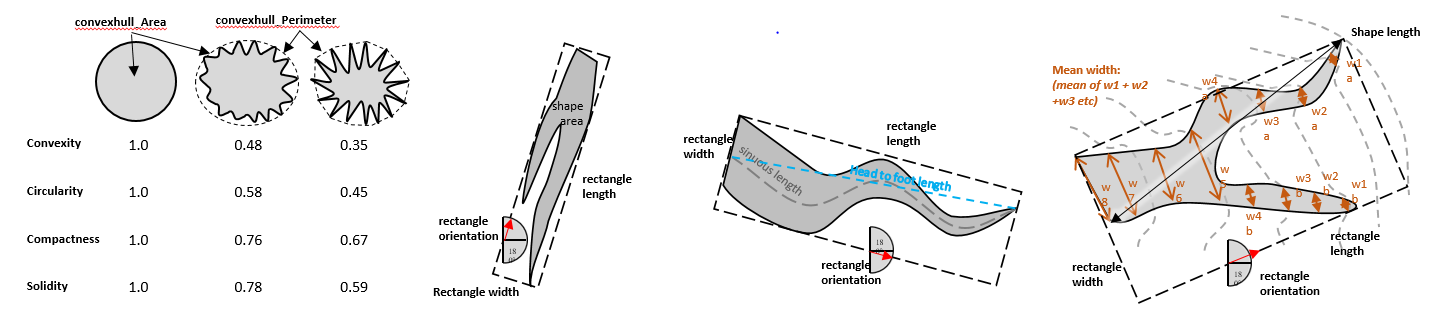 convexhull_Area
convexhull_Perimeter
Convexity 1.0 0.48 0.35
Circularity 1.0 0.58 0.45
Compactness 1.0 0.76 0.67
Solidity 1.0 0.78 0.59
shape
area
rectangle
length
rectangle
orientation
18
Rectangle width
rectangle
width
rectangle
length
sinuous length
Head to foot length
rectangle
orientation
18
Shape length
Mean width:
(mean of w1 + w2
+w3 etc)
w1
a
w2
a
w3
a
w4
a
w
8
w
7
w
6
w
w4
b
w3
b
w2
b
w1
b
rectangle
width
rectangle
length
rectangle
orientation
18